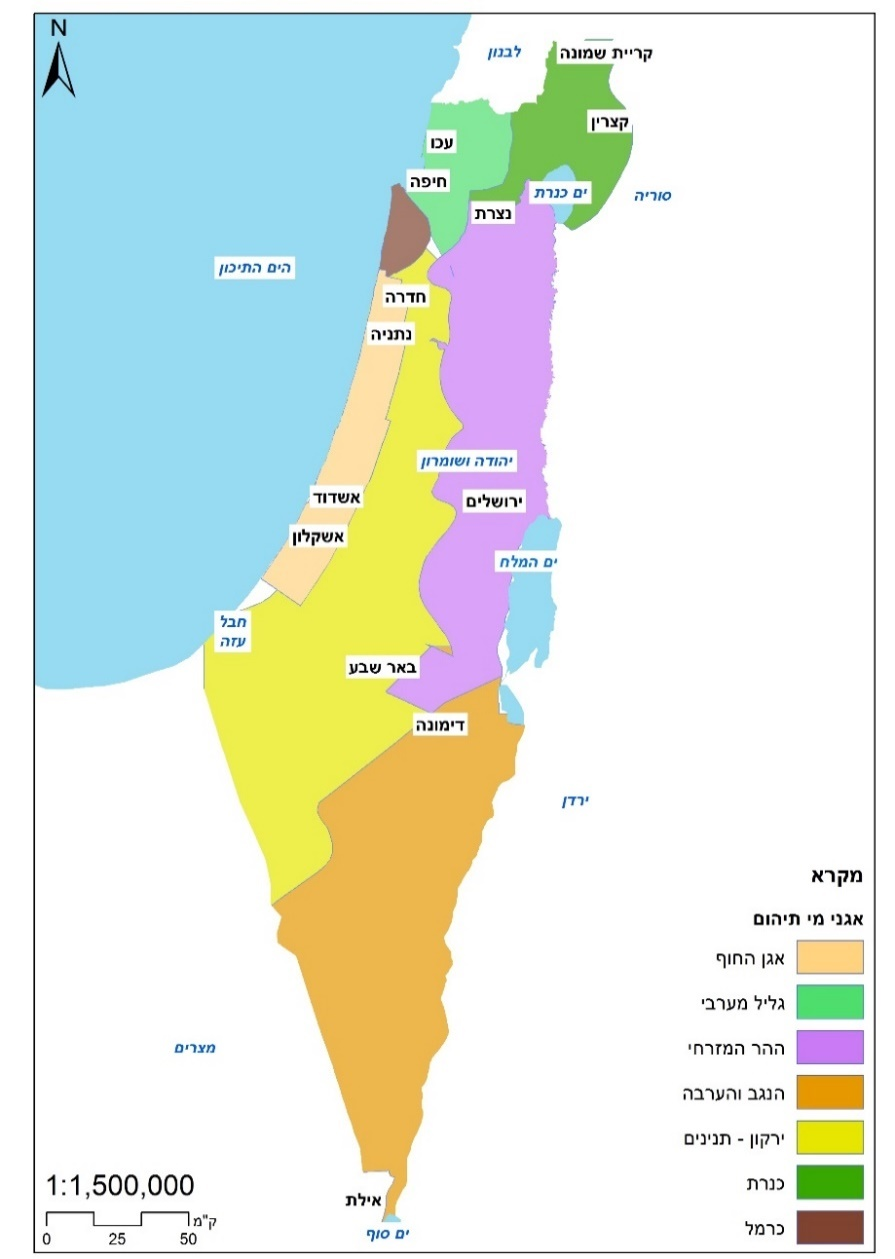 N
לבנון
קריית שמונה
קצרין
עכו
חיפה
ים כנרת
סוריה
נצרת
הים התיכון
חדרה
נתניה
יהודה ושומרון
ירושלים
אשדוד
אשקלון
ים המלח
חבל
עזה
באר שבע
דימונה
ירדן
מצרים
אילת
ים סוף
מקרא
אגני מי תיהום
אגן החוף
גליל מערבי
ההר המזרחי
הנגב והערבה
ירקון - תנינים
כנרת
כרמל
1:1,500,000
ק"מ
0 25 50